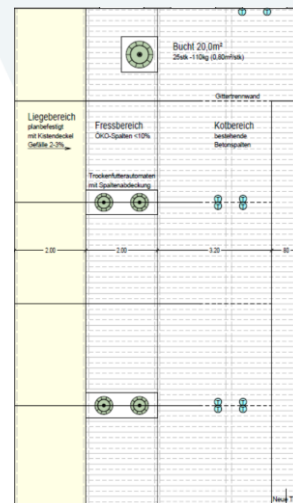 Bucht 20,0m²
25stk -110kg (0,80m²/stk)
Gittertrennwand
Liegebereich
planbefestigt
mit Kistendeckel
Gefälle 2-3%
Fressbereich
ÖKO-Spalten <10%
Kotbereich
bestehende
Betonspalten
Trockenfutterautomaten
mit Spaltenabdeckung
2.00
2.00
3.20
Neue